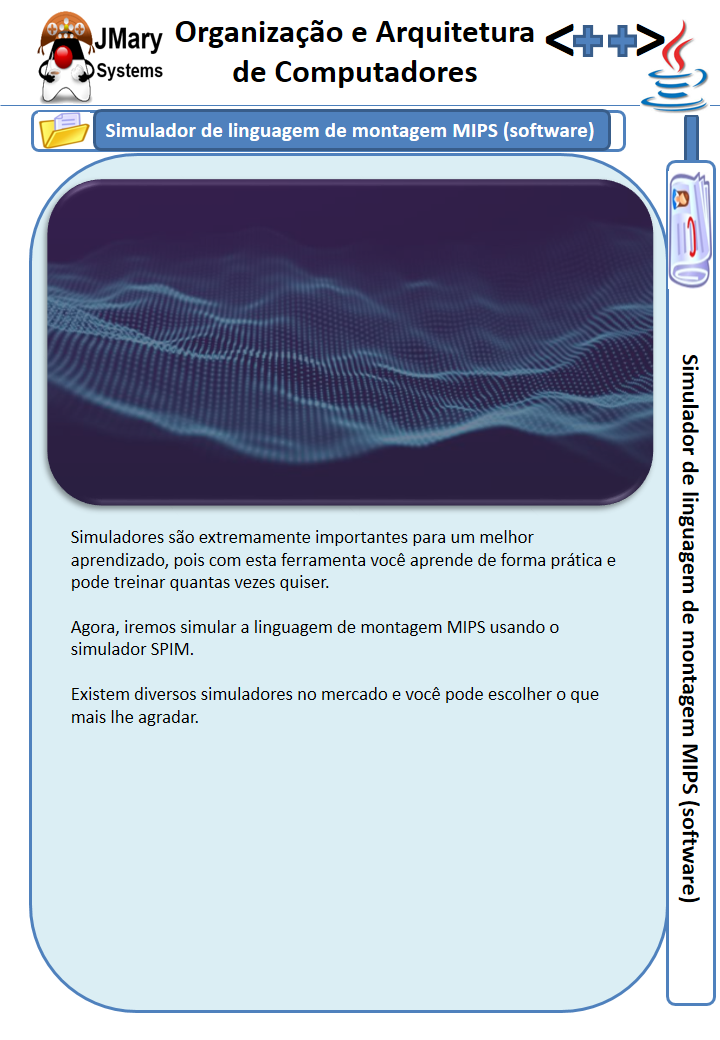 JMary
Systems
Organização e Arquitetura
de Computadores
<++>
Simulador de linguagem de montagem MIPS (software)
Simuladores são extremamente importantes para um melhor
aprendizado, pois com esta ferramenta você aprende de forma prática e
pode treinar quantas vezes quiser.
Agora, iremos simular a linguagem de montagem MIPS usando o
simulador SPIM.
Existem diversos simuladores no mercado e você pode escolher o que
mais lhe agradar.
Simulador de linguagem de montagem MIPS (software)